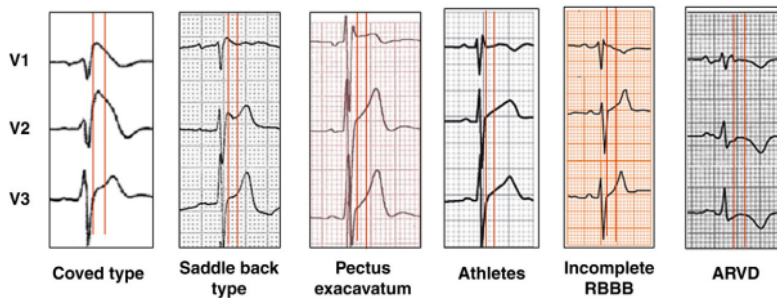 V1
V2
V3
Coved type
Saddle back
type
Pectus
exacavatum
Athletes
Incomplete
RBBB
ARVD